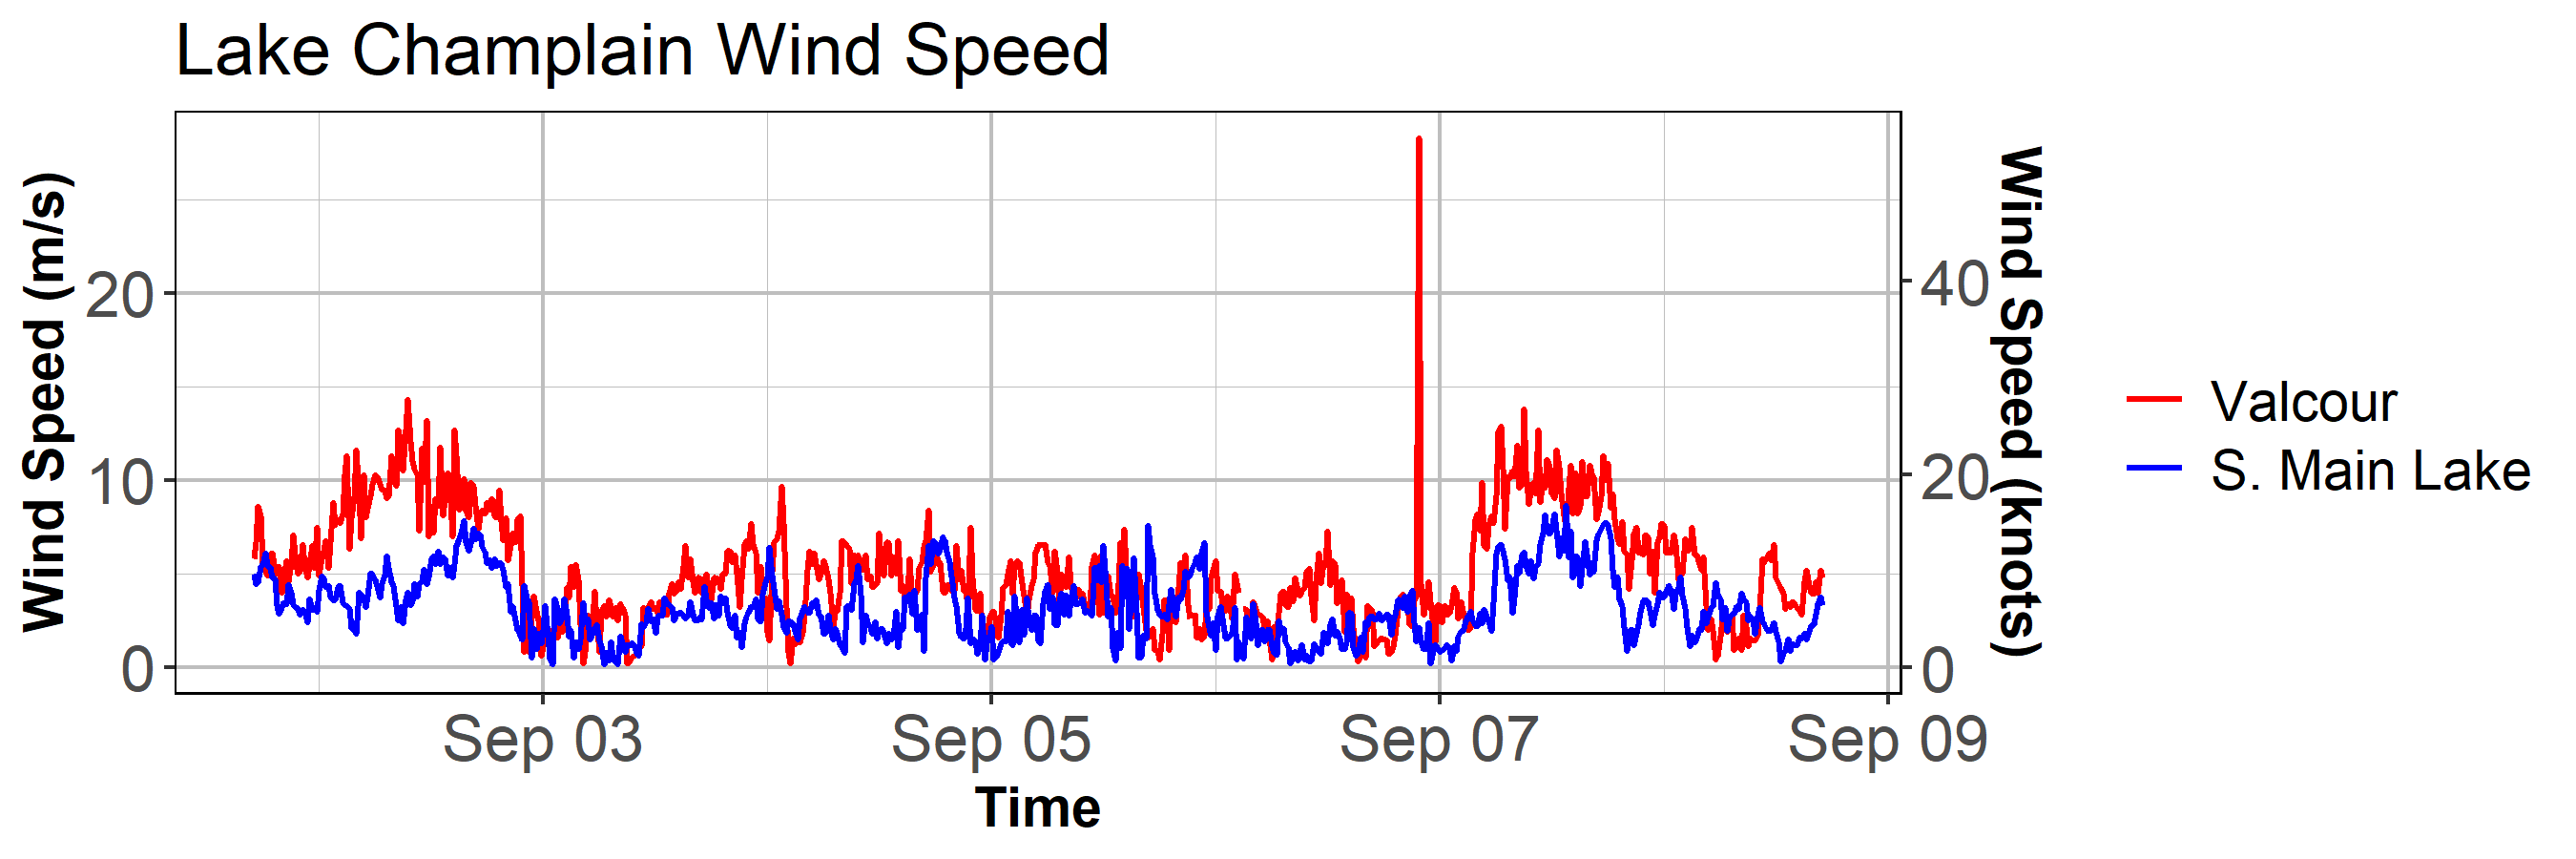 Lake Champlain Wind Speed
Wind Speed (m/s)
20
10
0
40
20
0
Wind Speed (knots)
Sep 03
Sep 05
Sep 07
Sep 09
Time
Valcour
S. Main Lake